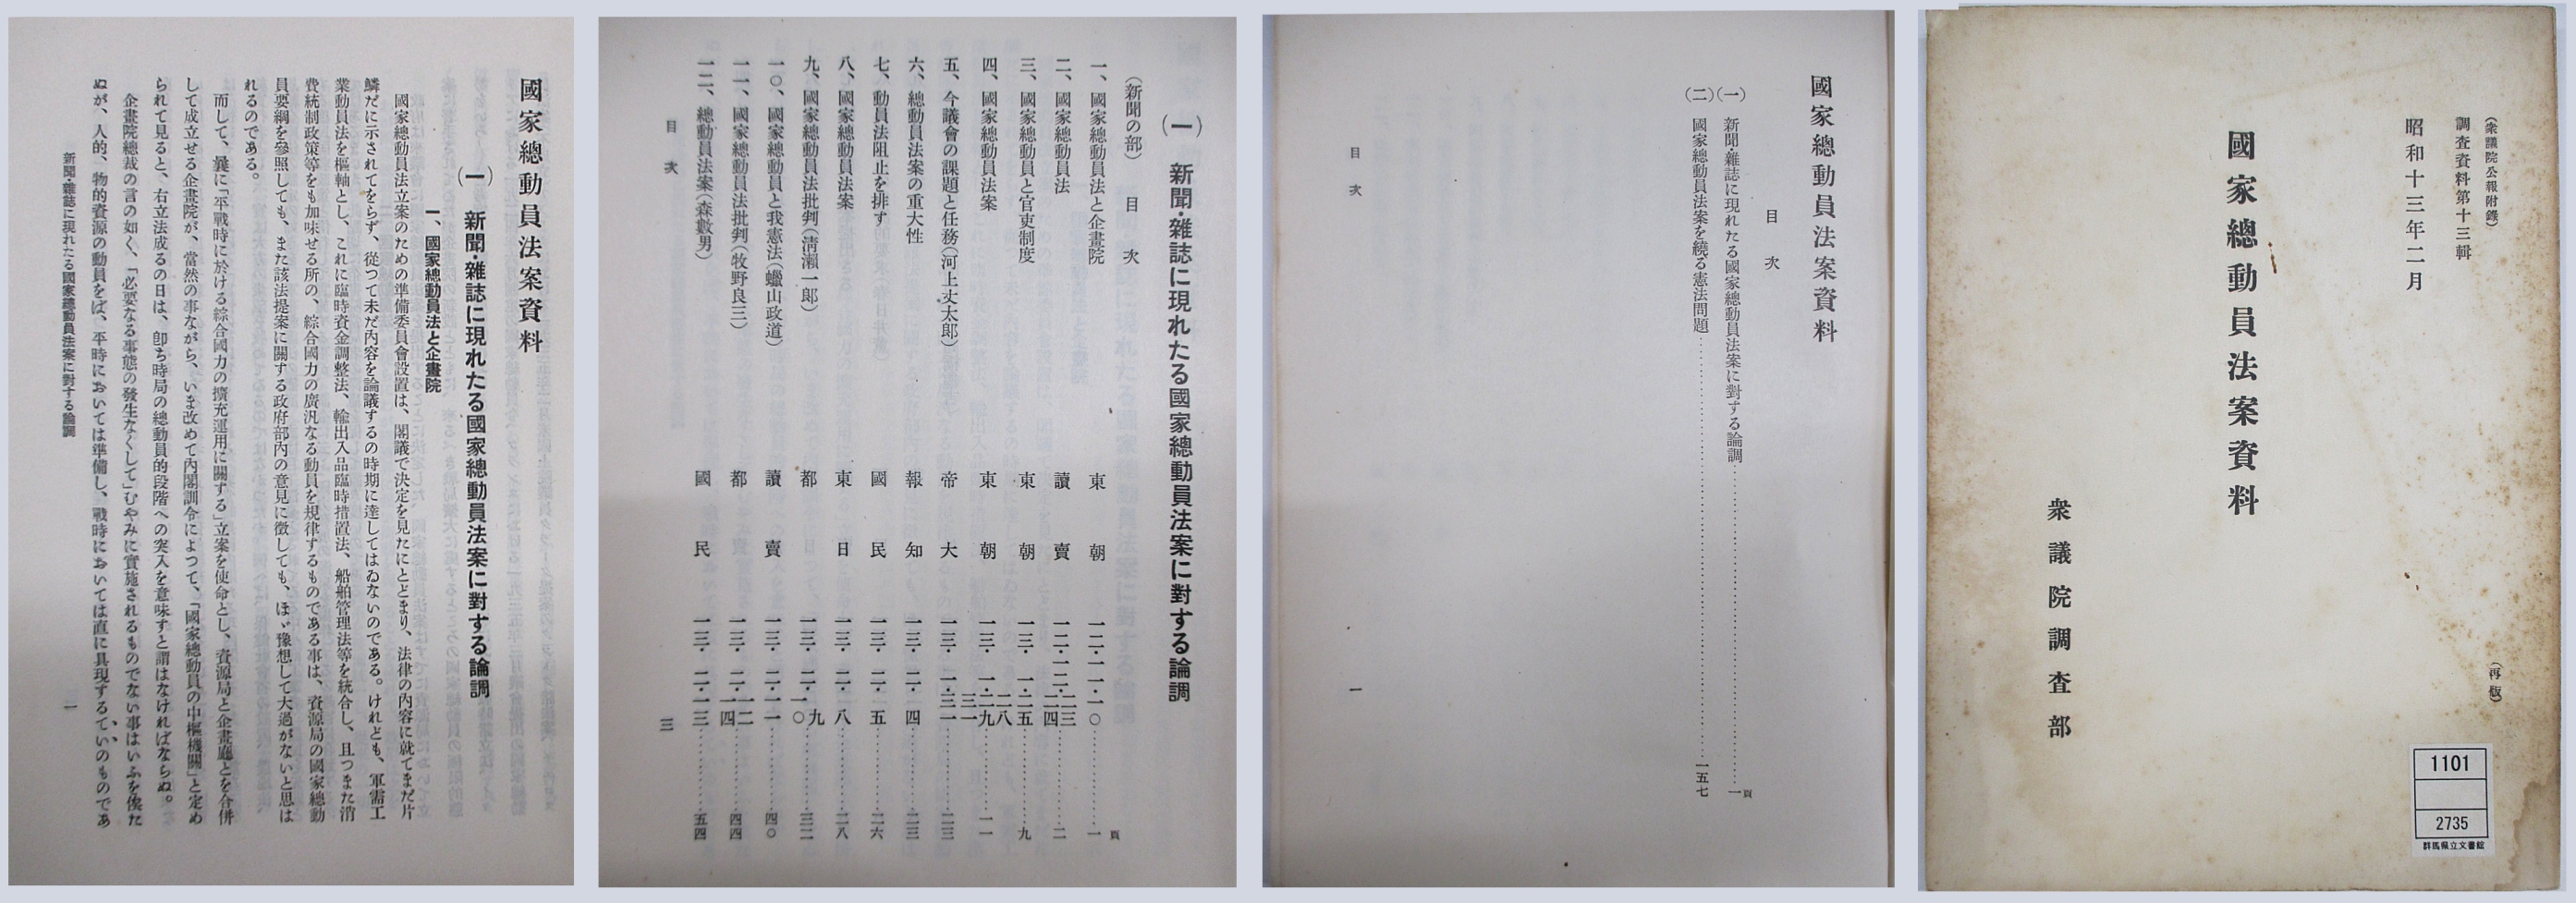 (衆議院公報附錄)
調査資料第十三輯
昭和十三年二月
國家總動員法案資料
衆議院調査部
(再版)
1101
2735
群馬県立文書館
國家總動員法案資料
目次
(一)新聞・雜誌に現れたる國家總動員法案に對する論調……一頁
(二)國家總動員法案を繞る憲法問題……一五七
目次
一
(一) 新聞・雜誌に現れたる國家總動員法案に對する論調
目次
(新聞の部)
頁
一、國家總動員法と企畫院 東朝 一二・一一・一〇……一
二、國家總動員法 讀賣 一二・一二・二三 二四……二
三、國家總動員と官吏制度 東朝 一三・一・二五……九
四、國家總動員法案 東朝 一三・一・二八 二九 三一……一一
五、今議會の課題と任務(河上丈太郎) 帝大 一三・一・三一……二三
六、總動員法案の重大性 報知 一三・二・四……二三
七、動員法阻止を排す 國民 一三・二・五……二六
八、國家總動員法案 東日 一三・二・八……二八
九、國家總動員法批判(淸瀨一郎) 都 一三・二・九 一〇……三二
一〇、國家總動員と我憲法(蠟山政道) 讀賣 一三・二・一一……四〇
一一、國家總動員法批判(牧野良三) 都 一三・二・一二 一四……四四
一二、總動員法案(森數男) 國民 一三・二・一三……五四
目次
三
國家總動員法案資料
(一) 新聞・雜誌に現れたる國家總動員法案に對する論調
一、國家總動員法と企畫院
國家總動員法立案のための準備委員會設置は、閣議で決定を見たにとどまり、法律の內容に就てまだ片
鱗だに示されてをらず、從つて未だ內容を論議するの時期に達してはゐないのである。けれども、軍需工
業動員法を樞軸とし、これに臨時資金調整法、輸出入品臨時措置法、船舶管理法等を統合し、且つまた消
費統制政策等をも加味せる所の、綜合國力の廣汎なる動員を規律するものである事は、資源局の國家總動
員要綱を參照しても、また該法提案に關する政府部內の意見に徵しても、ほゞ豫想して大過がないと思は
れるのである。
而して、曩に「平戰時に於ける綜合國力の擴充運用に關する」立案を使命とし、資源局と企畫廳とを合併
して成立せる企畫院が、當然の事ながら、いま改めて內閣訓令によつて、「國家總動員の中樞機關」と定め
られて見ると、右立法成るの日は、卽ち時局の總動員的段階への突入を意味すと謂はなければならぬ。
企畫院總裁の言の如く、「必要なる事態の發生なくして」むやみに實施されるものでない事はいふを俟た
ぬが、人的、物的資源の動員をば、平時においては準備し、戰時においては直に具現するていのものであ
新聞・雜誌に現れたる國家總動員法案に對する論調
一